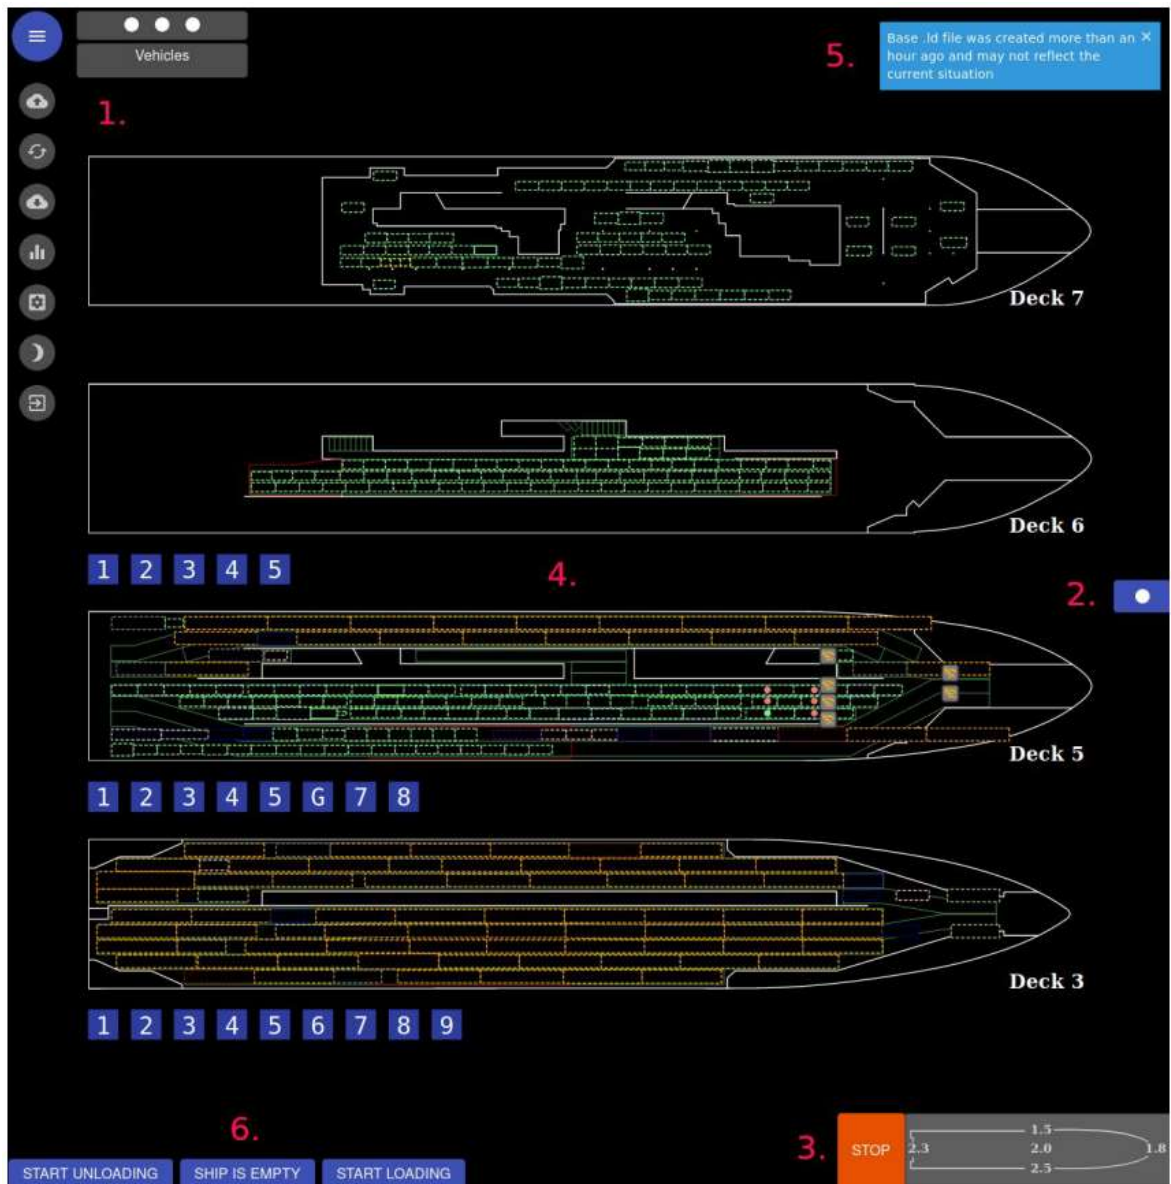 Vehicles
1.
5.
Base .ld file was created more than an ×
hour ago and may not reflect the
current situation
Deck 7
Deck 6
1 2 3 4 5
4.
2.
Deck 5
1 2 3 4 5 G 7 8
Deck 3
1 2 3 4 5 6 7 8 9
6.
3.
START UNLOADING SHIP IS EMPTY START LOADING
STOP
1.5
2.3 2.0 1.8
2.5